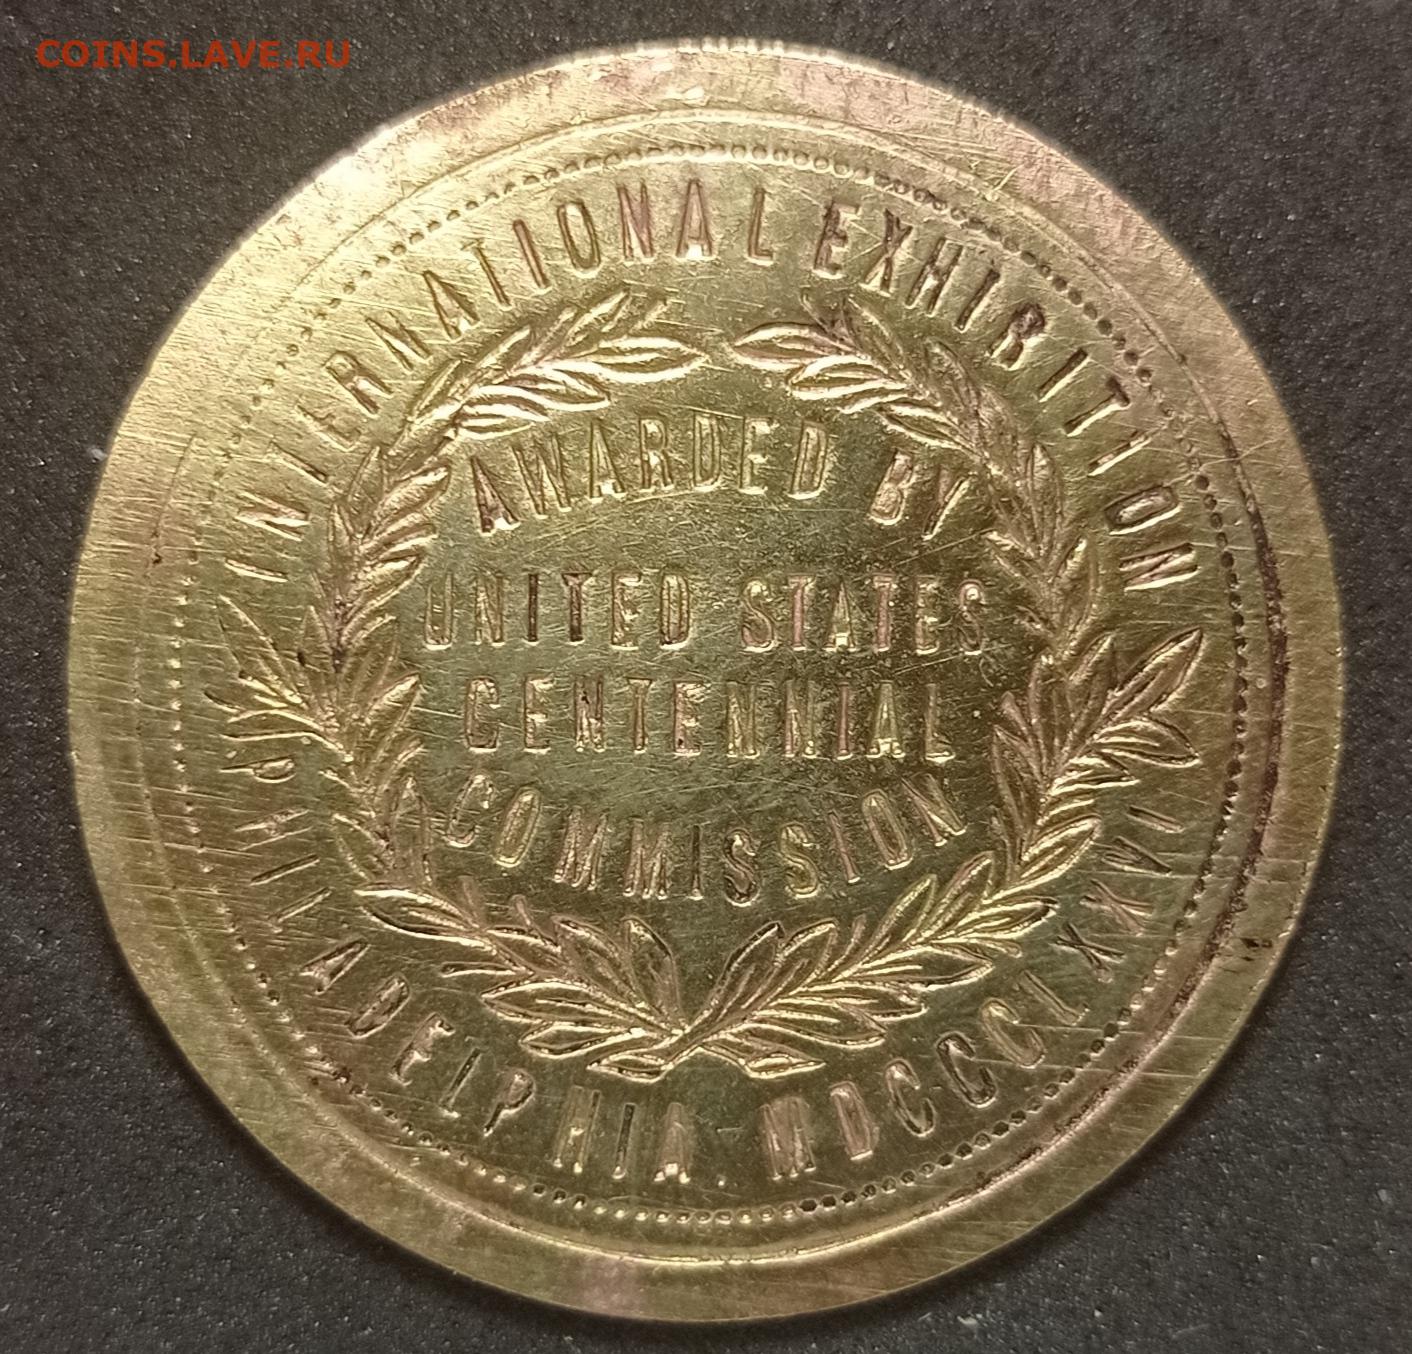 COINS.LAVE.RU
INTERNATIONAL EXHIBITION
AWARDED BY
UNITED STATES
CENTENNIAL
COMMISSION
PHILADELPHIA. MDCCCLXXVI